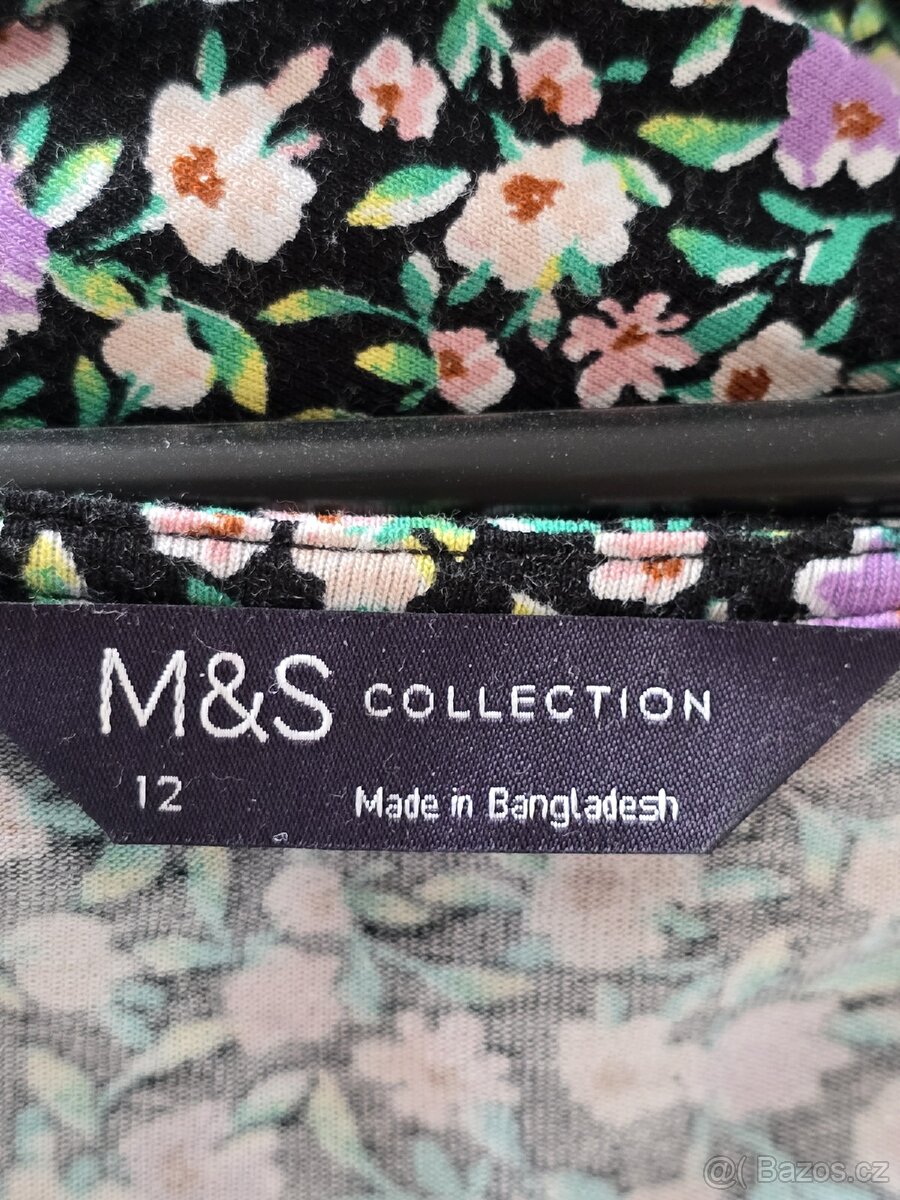 M&S COLLECTION
12 Made in Bangladesh
@( Bazos.cz